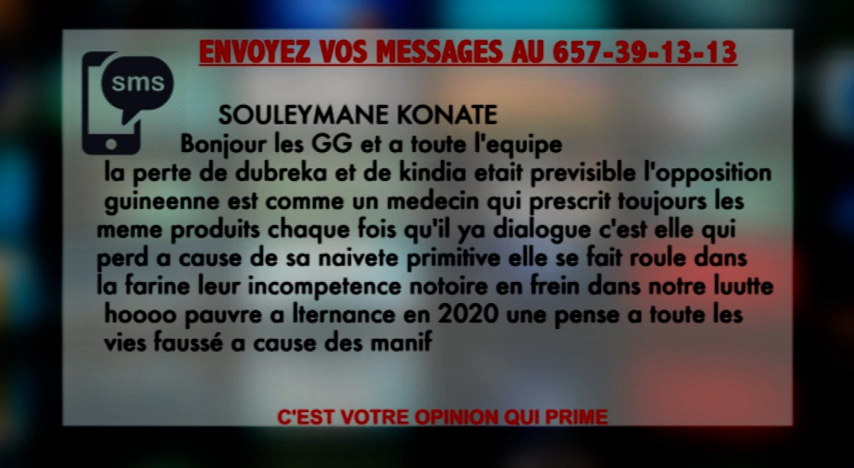 ENVOYEZ VOS MESSAGES AU 657-39-13-13
sms
SOULEYMANE KONATE
Bonjour les GG et a toute l'equipe
la perte de dubreka et de kindia etait previsible l'opposition
guineenne est comme un medecin qui prescrit toujours les
meme produits chaque fois qu'il ya dialogue c'est elle qui
perd a cause de sa naivete primitive elle se fait roule dans
la farine leur incompetence notoire en frein dans notre luutte
hoooo pauvre a lternance en 2020 une pense a toute les
vies faussé a cause des manif
C'EST VOTRE OPINION QUI PRIME